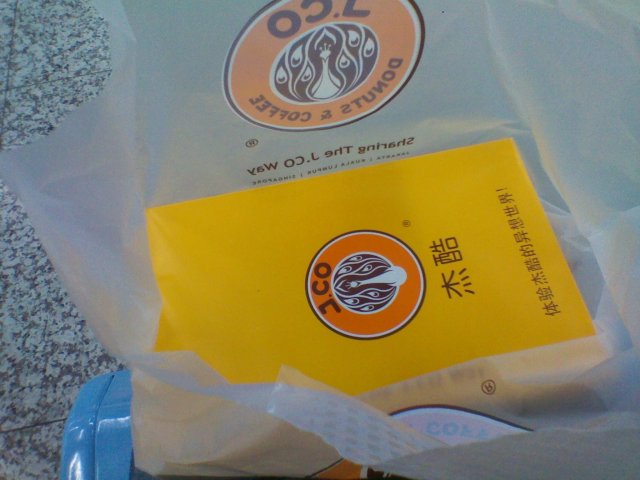 J.CO
DONUTS & COFFEE
®
Sharing The J.CO Way
JAKARTA | KUALA LUMPUR | SINGAPORE
J.CO
®
杰酷
体验杰酷的异想世界!
®